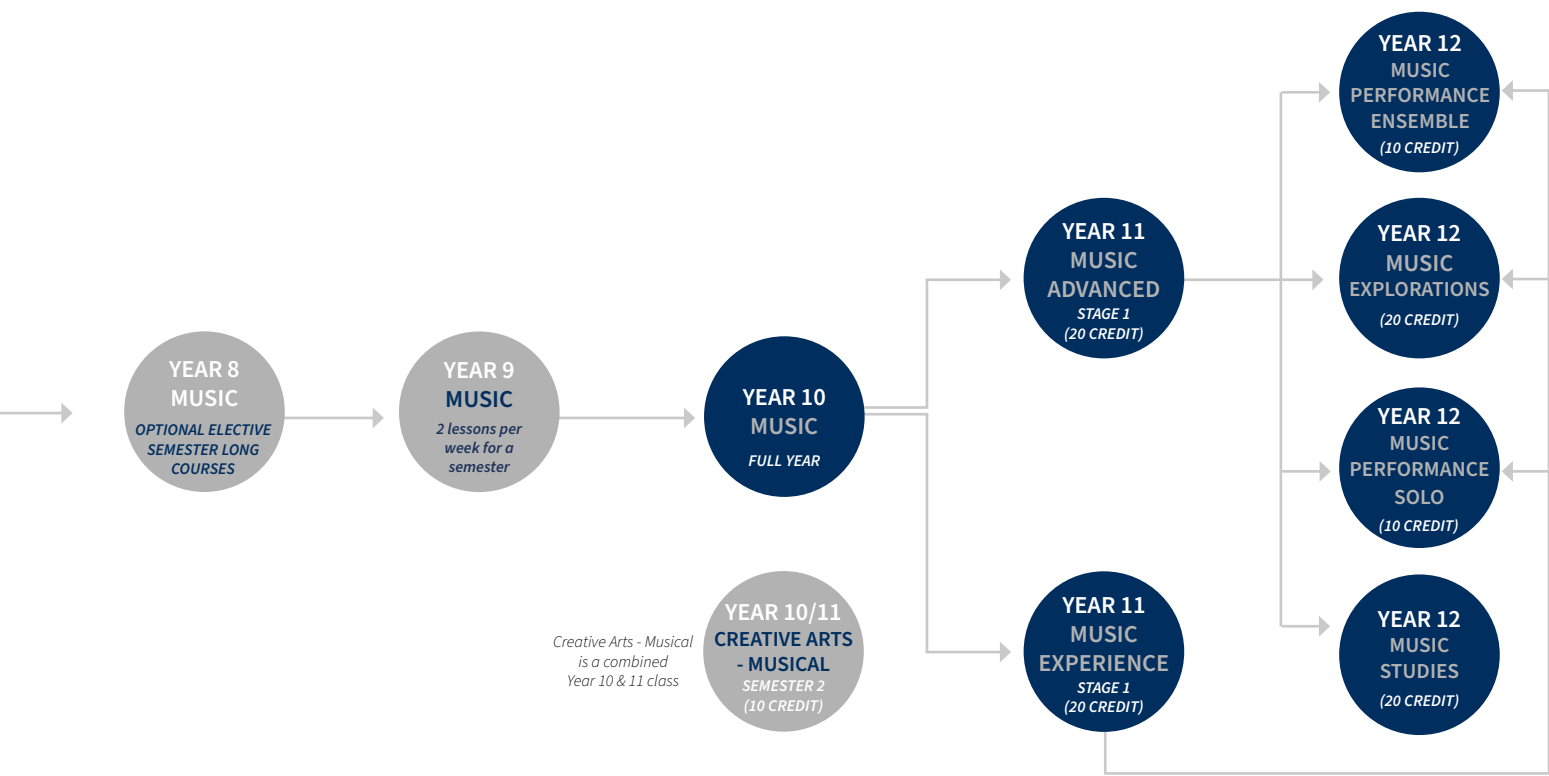 YEAR 8
MUSIC
OPTIONAL ELECTIVE
SEMESTER LONG
COURSES
YEAR 9
MUSIC
2 lessons per
week for a
semester
YEAR 10
MUSIC
FULL YEAR
Creative Arts - Musical
is a combined
Year 10 & 11 class
YEAR 10/11
CREATIVE ARTS
- MUSICAL
SEMESTER 2
(10 CREDIT)
YEAR 11
MUSIC
ADVANCED
STAGE 1
(20 CREDIT)
YEAR 11
MUSIC
EXPERIENCE
STAGE 1
(20 CREDIT)
YEAR 12
MUSIC
PERFORMANCE
ENSEMBLE
(10 CREDIT)
YEAR 12
MUSIC
EXPLORATIONS
(20 CREDIT)
YEAR 12
MUSIC
PERFORMANCE
SOLO
(10 CREDIT)
YEAR 12
MUSIC
STUDIES
(20 CREDIT)